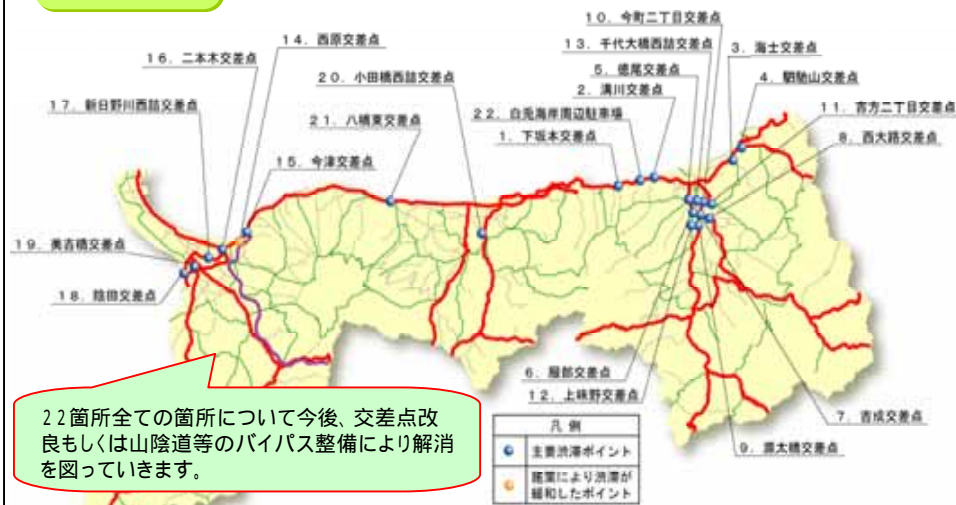 10. 今町二丁目交差点
14. 西原交差点
13. 千代大橋西詰交差点
3. 海士交差点
16. 二本木交差点
5. 徳尾交差点
20. 小田橋西詰交差点
2. 溝川交差点
4. 駟馳山交差点
17. 新日野川西詰交差点
22. 白兎海岸周辺駐車場
11. 吉方二丁目交差点
21. 八橋東交差点
1. 下坂本交差点
8. 西大路交差点
15. 今津交差点
19. 美吉橋交差点
18. 陰田交差点
6. 服部交差点
12. 上味野交差点
7. 吉成交差点
9. 源太橋交差点
22箇所全ての箇所について今後、交差点改
良もしくは山陰道等のバイパス整備により解消
を図っていきます。
凡例
主要渋滞ポイント
施策により渋滞が
緩和したポイント